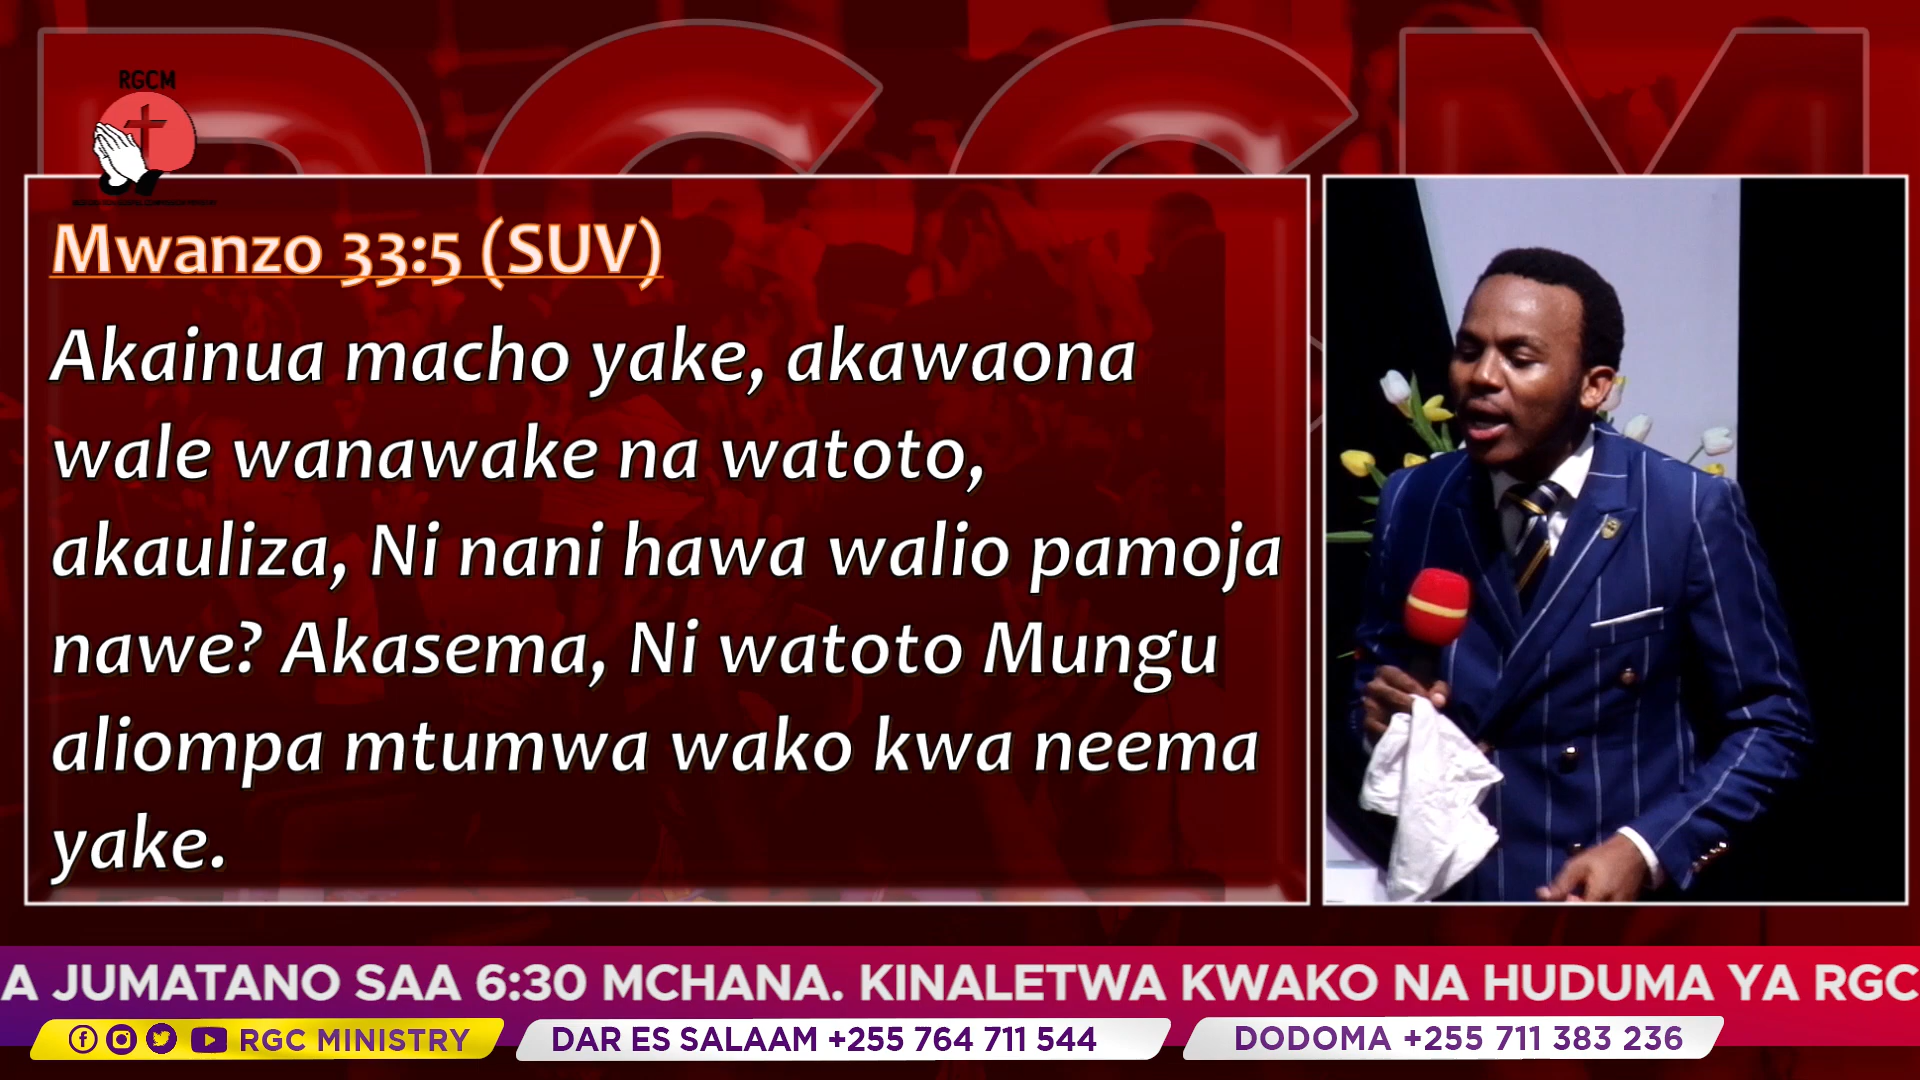 RGCM
RGCM
Mwanzo 33:5 (SUV)
Akainua macho yake, akawaona
wale wanawake na watoto,
akauliza, Ni nani hawa walio pamoja
nawe? Akasema, Ni watoto Mungu
aliompa mtumwa wako kwa neema
yake.
A JUMATANO SAA 6:30 MCHANA. KINALETWA KWAKO NA HUDUMA YA RGC
RGC MINISTRY
DAR ES SALAAM +255 764 711 544
DODOMA +255 711 383 236